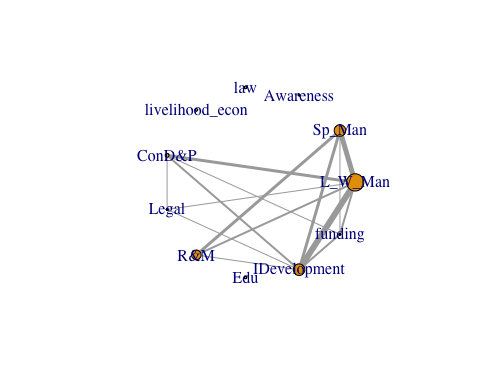 law
Awareness
livelihood_econ
Sp_Man
ConD&P
L_W_Man
Legal
funding
R&M
IDevelopment
Edu